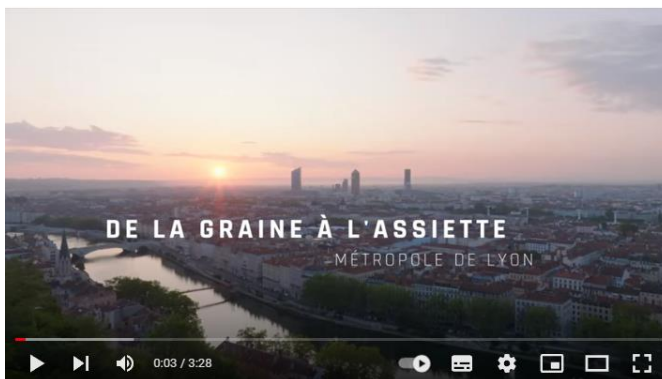 DE LA GRAINE À L'ASSIETTE
-MÉTROPOLE DE LYON
0:03 / 3:28